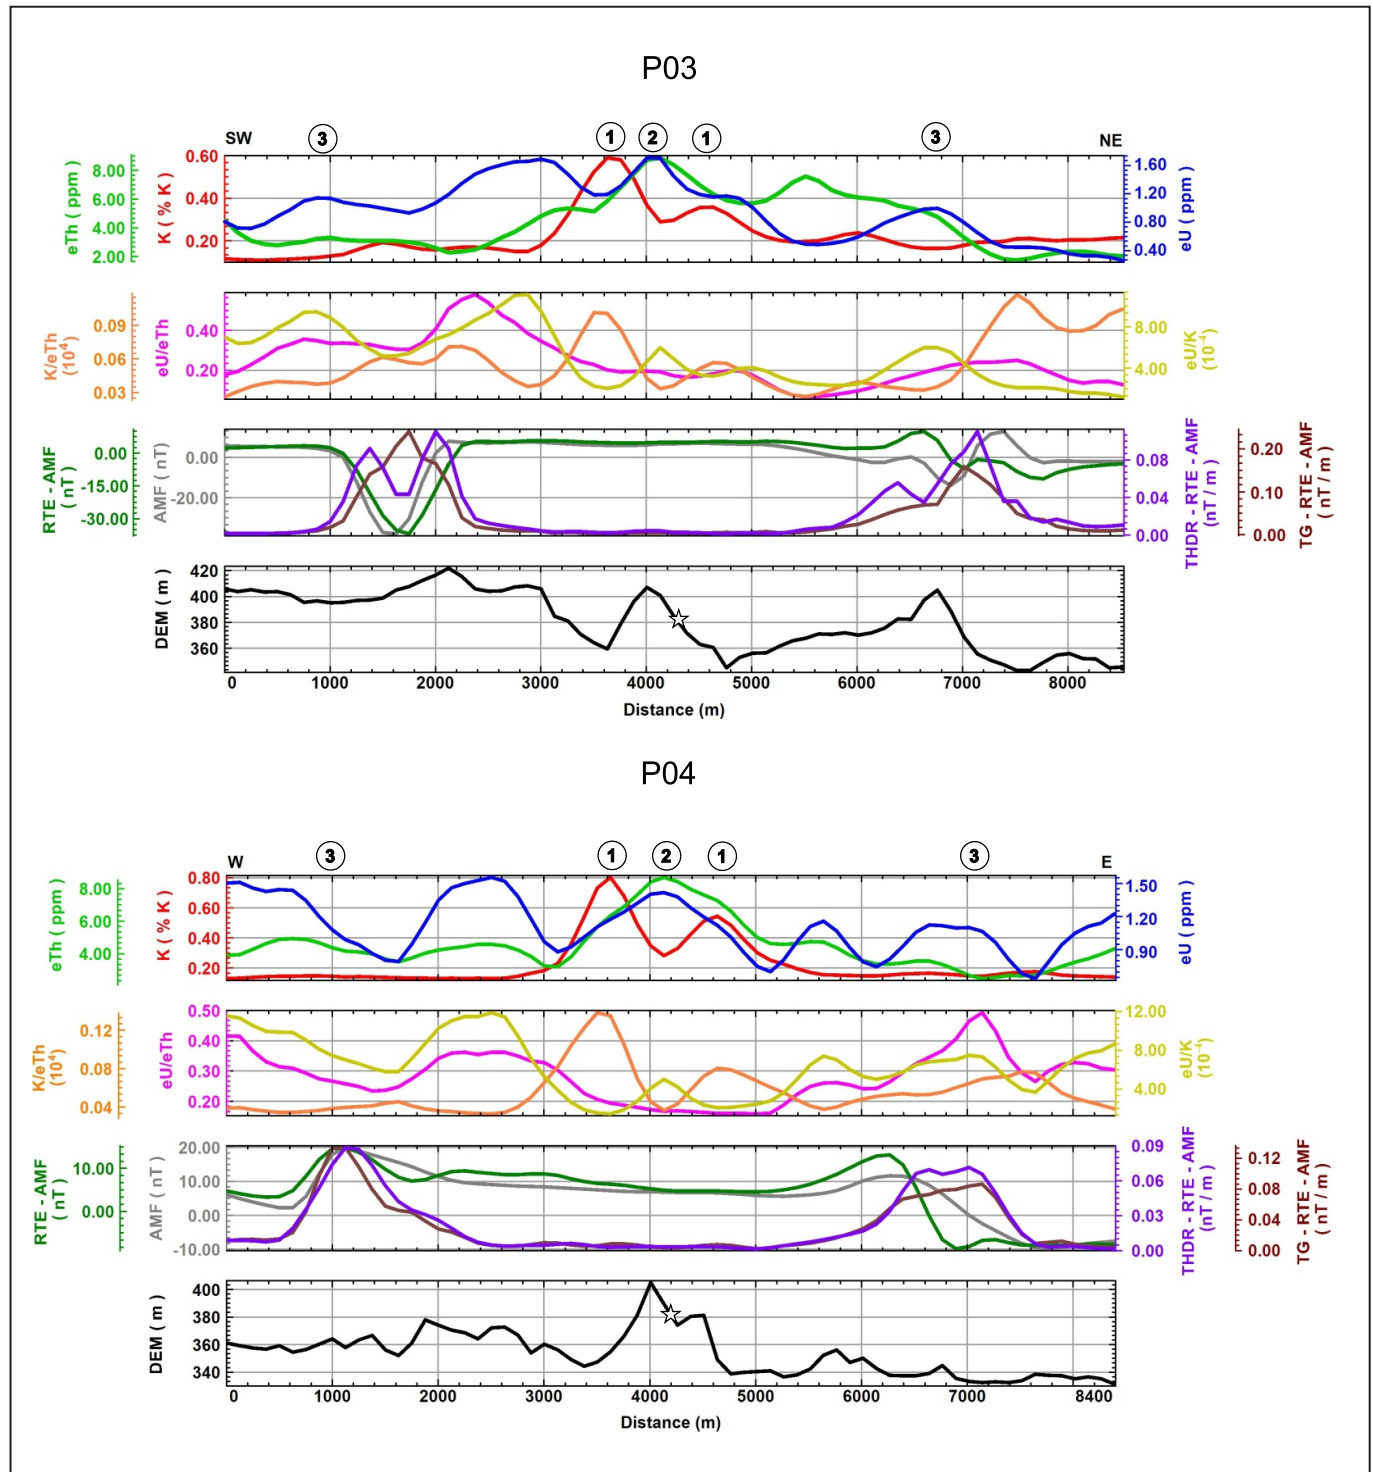 P03
SW 3 1 2 1 3 NE
eTh ( ppm ) 8.00 6.00 4.00 2.00
K ( % K ) 0.60 0.40 0.20
1.60 1.20 0.80 0.40 eU ( ppm )
K/eTh (10⁴) 0.09 0.06 0.03
eU/eTh 0.40 0.20
8.00 4.00 eU/K (10⁻⁴)
RTE - AMF ( nT ) 0.00 -15.00 -30.00
AMF ( nT ) 0.00 -20.00
0.08 0.04 0.00 THDR - RTE - AMF (nT / m )
0.20 0.10 0.00 TG - RTE - AMF ( nT / m )
DEM ( m ) 420 400 380 360
0 1000 2000 3000 4000 5000 6000 7000 8000
Distance (m)
P04
W 3 1 2 1 3 E
eTh ( ppm ) 8.00 6.00 4.00
K ( % K ) 0.80 0.60 0.40 0.20
1.50 1.20 0.90 eU ( ppm )
K/eTh (10⁴) 0.12 0.08 0.04
eU/eTh 0.50 0.40 0.30 0.20
12.00 8.00 4.00 eU/K (10⁻⁴)
RTE - AMF ( nT ) 10.00 0.00
AMF ( nT ) 20.00 10.00 0.00 -10.00
0.09 0.06 0.03 0.00 THDR - RTE - AMF (nT / m )
0.12 0.08 0.04 0.00 TG - RTE - AMF ( nT / m )
DEM ( m ) 400 380 360 340
0 1000 2000 3000 4000 5000 6000 7000 8400
Distance (m)